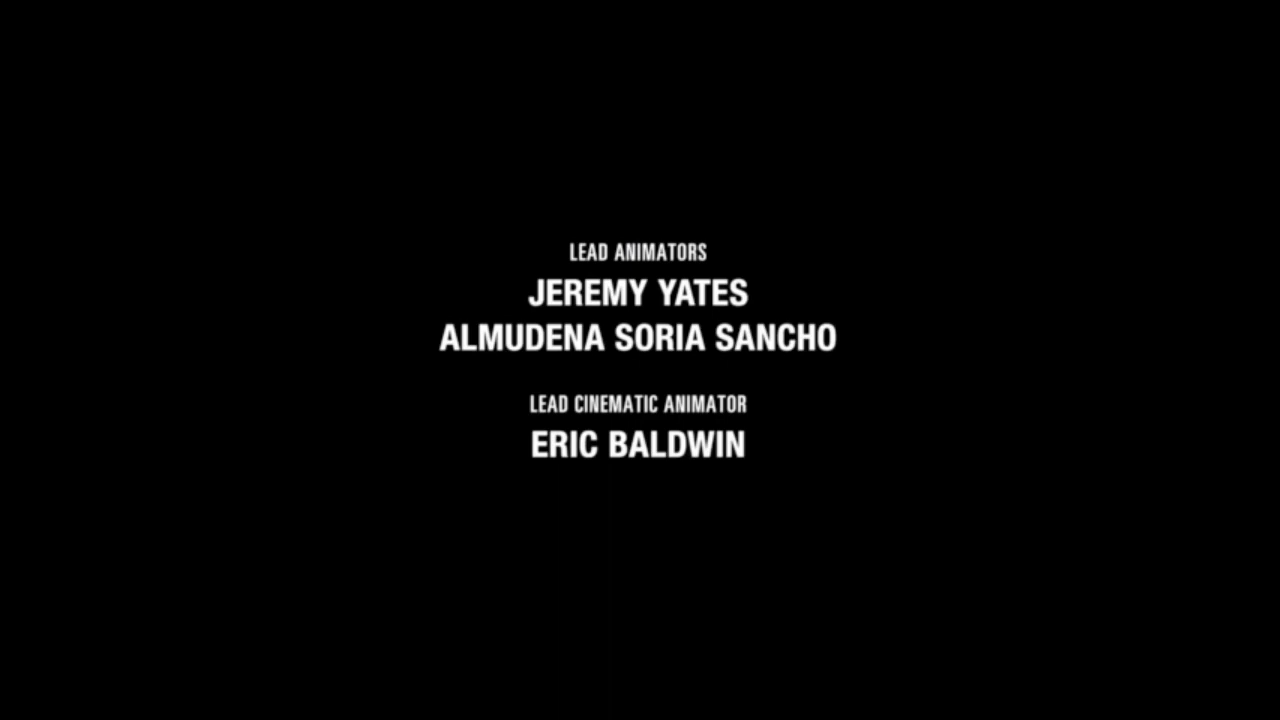 LEAD ANIMATORS
JEREMY YATES
ALMUDENA SORIA SANCHO
LEAD CINEMATIC ANIMATOR
ERIC BALDWIN